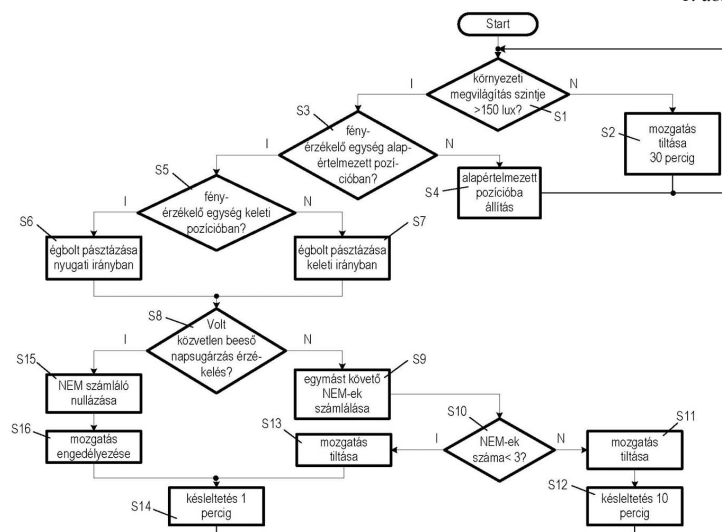 Start
környezeti
megvilágítás szintje
>150 lux?
I
N
S1
S2
mozgatás
tiltása
30 percig
S3
fény-
érzékelő egység alap-
értelmezett pozí-
cióban?
I
N
S4
alapértelmezett
pozícióba
állítás
S5
fény-
érzékelő egység keleti
pozícióban?
I
N
S6
égbolt pásztázása
nyugati irányban
S7
égbolt pásztázása
keleti irányban
S8
Volt
közvetlen beeső
napsugárzás érzé-
kelés?
I
N
S15
NEM számláló
nullázása
S9
egymást követő
NEM-ek
számlálása
S16
mozgatás
engedélyezése
S10
NEM-ek
száma< 3?
I
N
S13
mozgatás
tiltása
S11
mozgatás
tiltása
S14
késleltetés 1
percig
S12
késleltetés 10
percig